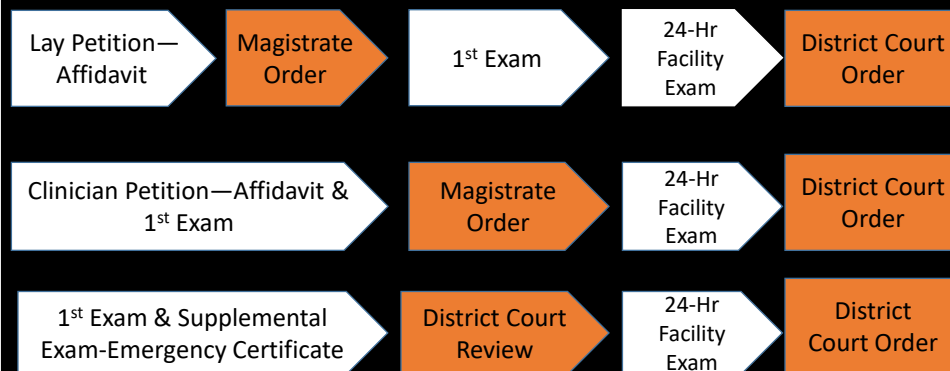 Lay Petition—
Affidavit
Magistrate
Order
1st Exam
24-Hr
Facility
Exam
District Court
Order
Clinician Petition—Affidavit &
1st Exam
Magistrate
Order
24-Hr
Facility
Exam
District Court
Order
1st Exam & Supplemental
Exam-Emergency Certificate
District Court
Review
24-Hr
Facility
Exam
District
Court Order